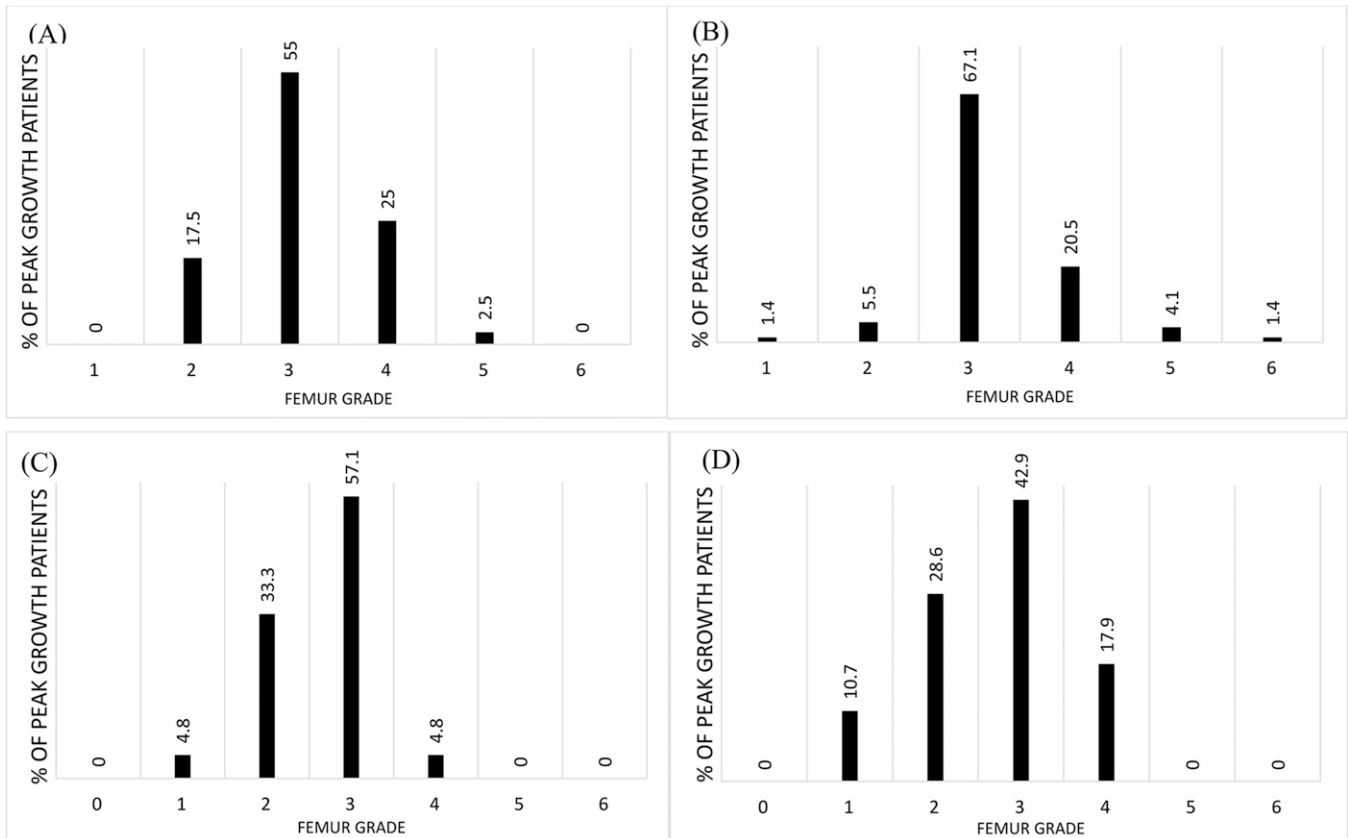 (A)
% OF PEAK GROWTH PATIENTS
0
17.5
55
25
2.5
0
1 2 3 4 5 6
FEMUR GRADE
(B)
% OF PEAK GROWTH PATIENTS
1.4
5.5
67.1
20.5
4.1
1.4
1 2 3 4 5 6
FEMUR GRADE
(C)
% OF PEAK GROWTH PATIENTS
0
4.8
33.3
57.1
4.8
0
0
0 1 2 3 4 5 6
FEMUR GRADE
(D)
% OF PEAK GROWTH PATIENTS
0
10.7
28.6
42.9
17.9
0
0
0 1 2 3 4 5 6
FEMUR GRADE